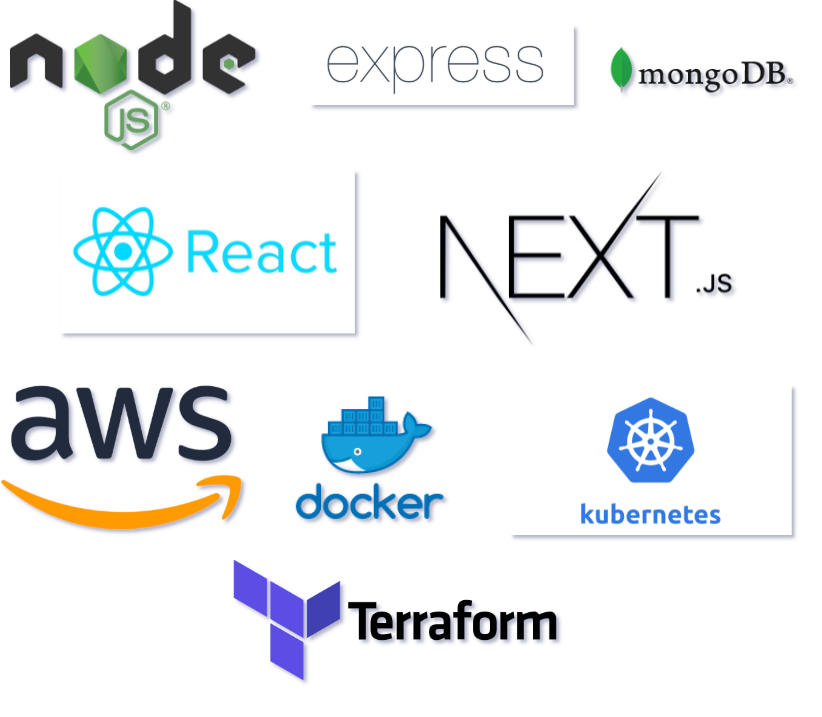 node
JS®
express
mongoDB®
React
NEXT.JS
aws
docker
kubernetes
Terraform